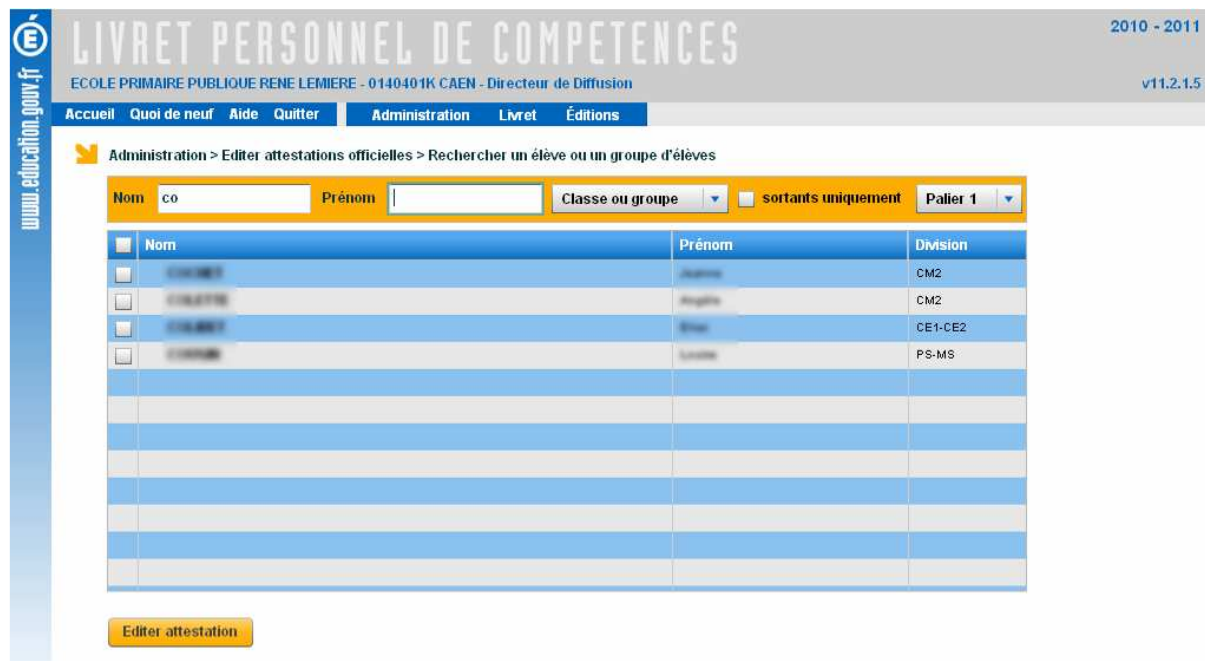 LIVRET PERSONNEL DE COMPETENCES
2010 - 2011
ECOLE PRIMAIRE PUBLIQUE RENE LEMIERE - 0140401K CAEN - Directeur de Diffusion
v11.2.1.5
www.education.gouv.fr
Accueil Quoi de neuf Aide Quitter Administration Livret Éditions
Administration > Editer attestations officielles > Rechercher un élève ou un groupe d'élèves
Nom co Prénom Classe ou groupe sortants uniquement Palier 1
Nom Prénom Division
CM2
CM2
CE1-CE2
PS-MS
Editer attestation